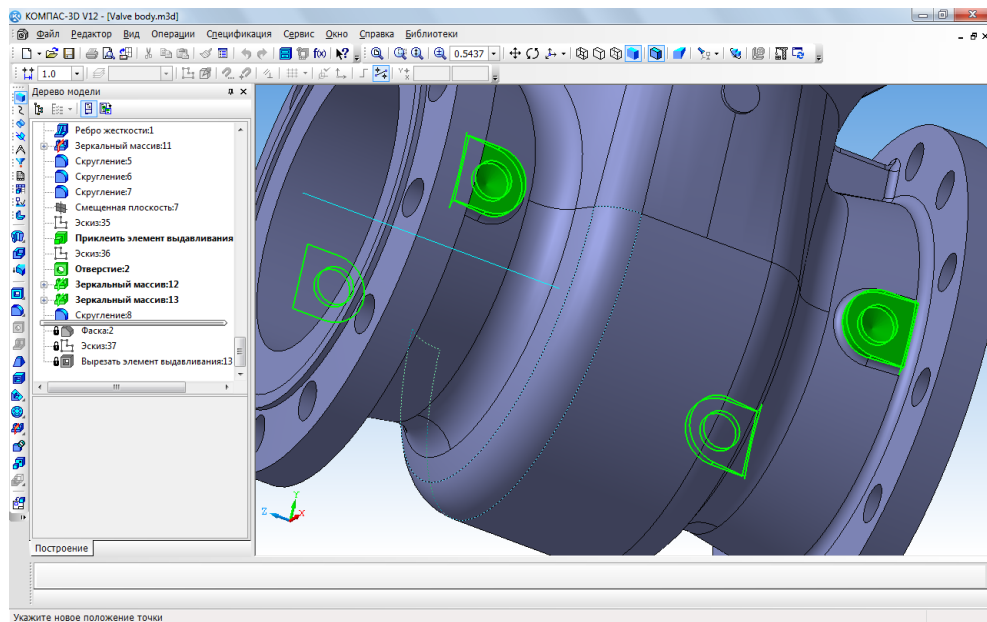 КОМПАС-3D V12 - [Valve body.m3d]
Файл Редактор Вид Операции Спецификация Сервис Окно Справка Библиотеки
0.5437
1.0
Дерево модели
Ребро жесткости:1
Зеркальный массив:11
Скругление:5
Скругление:6
Скругление:7
Смещенная плоскость:7
Эскиз:35
Приклеить элемент выдавливания
Эскиз:36
Отверстие:2
Зеркальный массив:12
Зеркальный массив:13
Скругление:8
Фаска:2
Эскиз:37
Вырезать элемент выдавливания:13
Y
Z X
Построение
Укажите новое положение точки